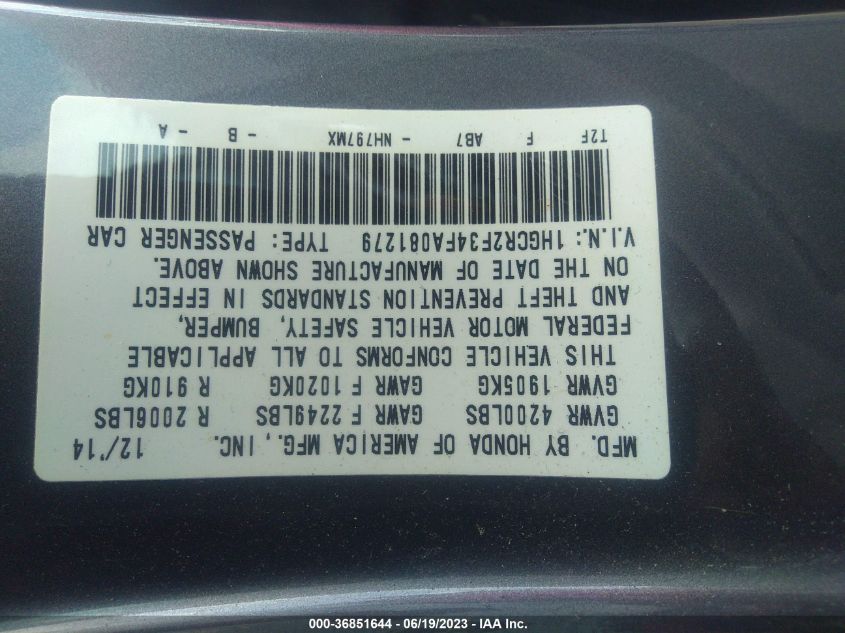 MFD. BY HONDA OF AMERICA MFG., INC. 12/'14
GVWR 4200LBS GAWR F 2249LBS R 2006LBS
GVWR 1905KG GAWR F 1020KG R 910KG
THIS VEHICLE CONFORMS TO ALL APPLICABLE
FEDERAL MOTOR VEHICLE SAFETY, BUMPER,
AND THEFT PREVENTION STANDARDS IN EFFECT
ON THE DATE OF MANUFACTURE SHOWN ABOVE.
V.I.N.: 1HGCR2F34FA081279 TYPE: PASSENGER CAR
T2F F AB7 - NH797MX - B - A
000-36851644 - 06/19/2023 - IAA Inc.